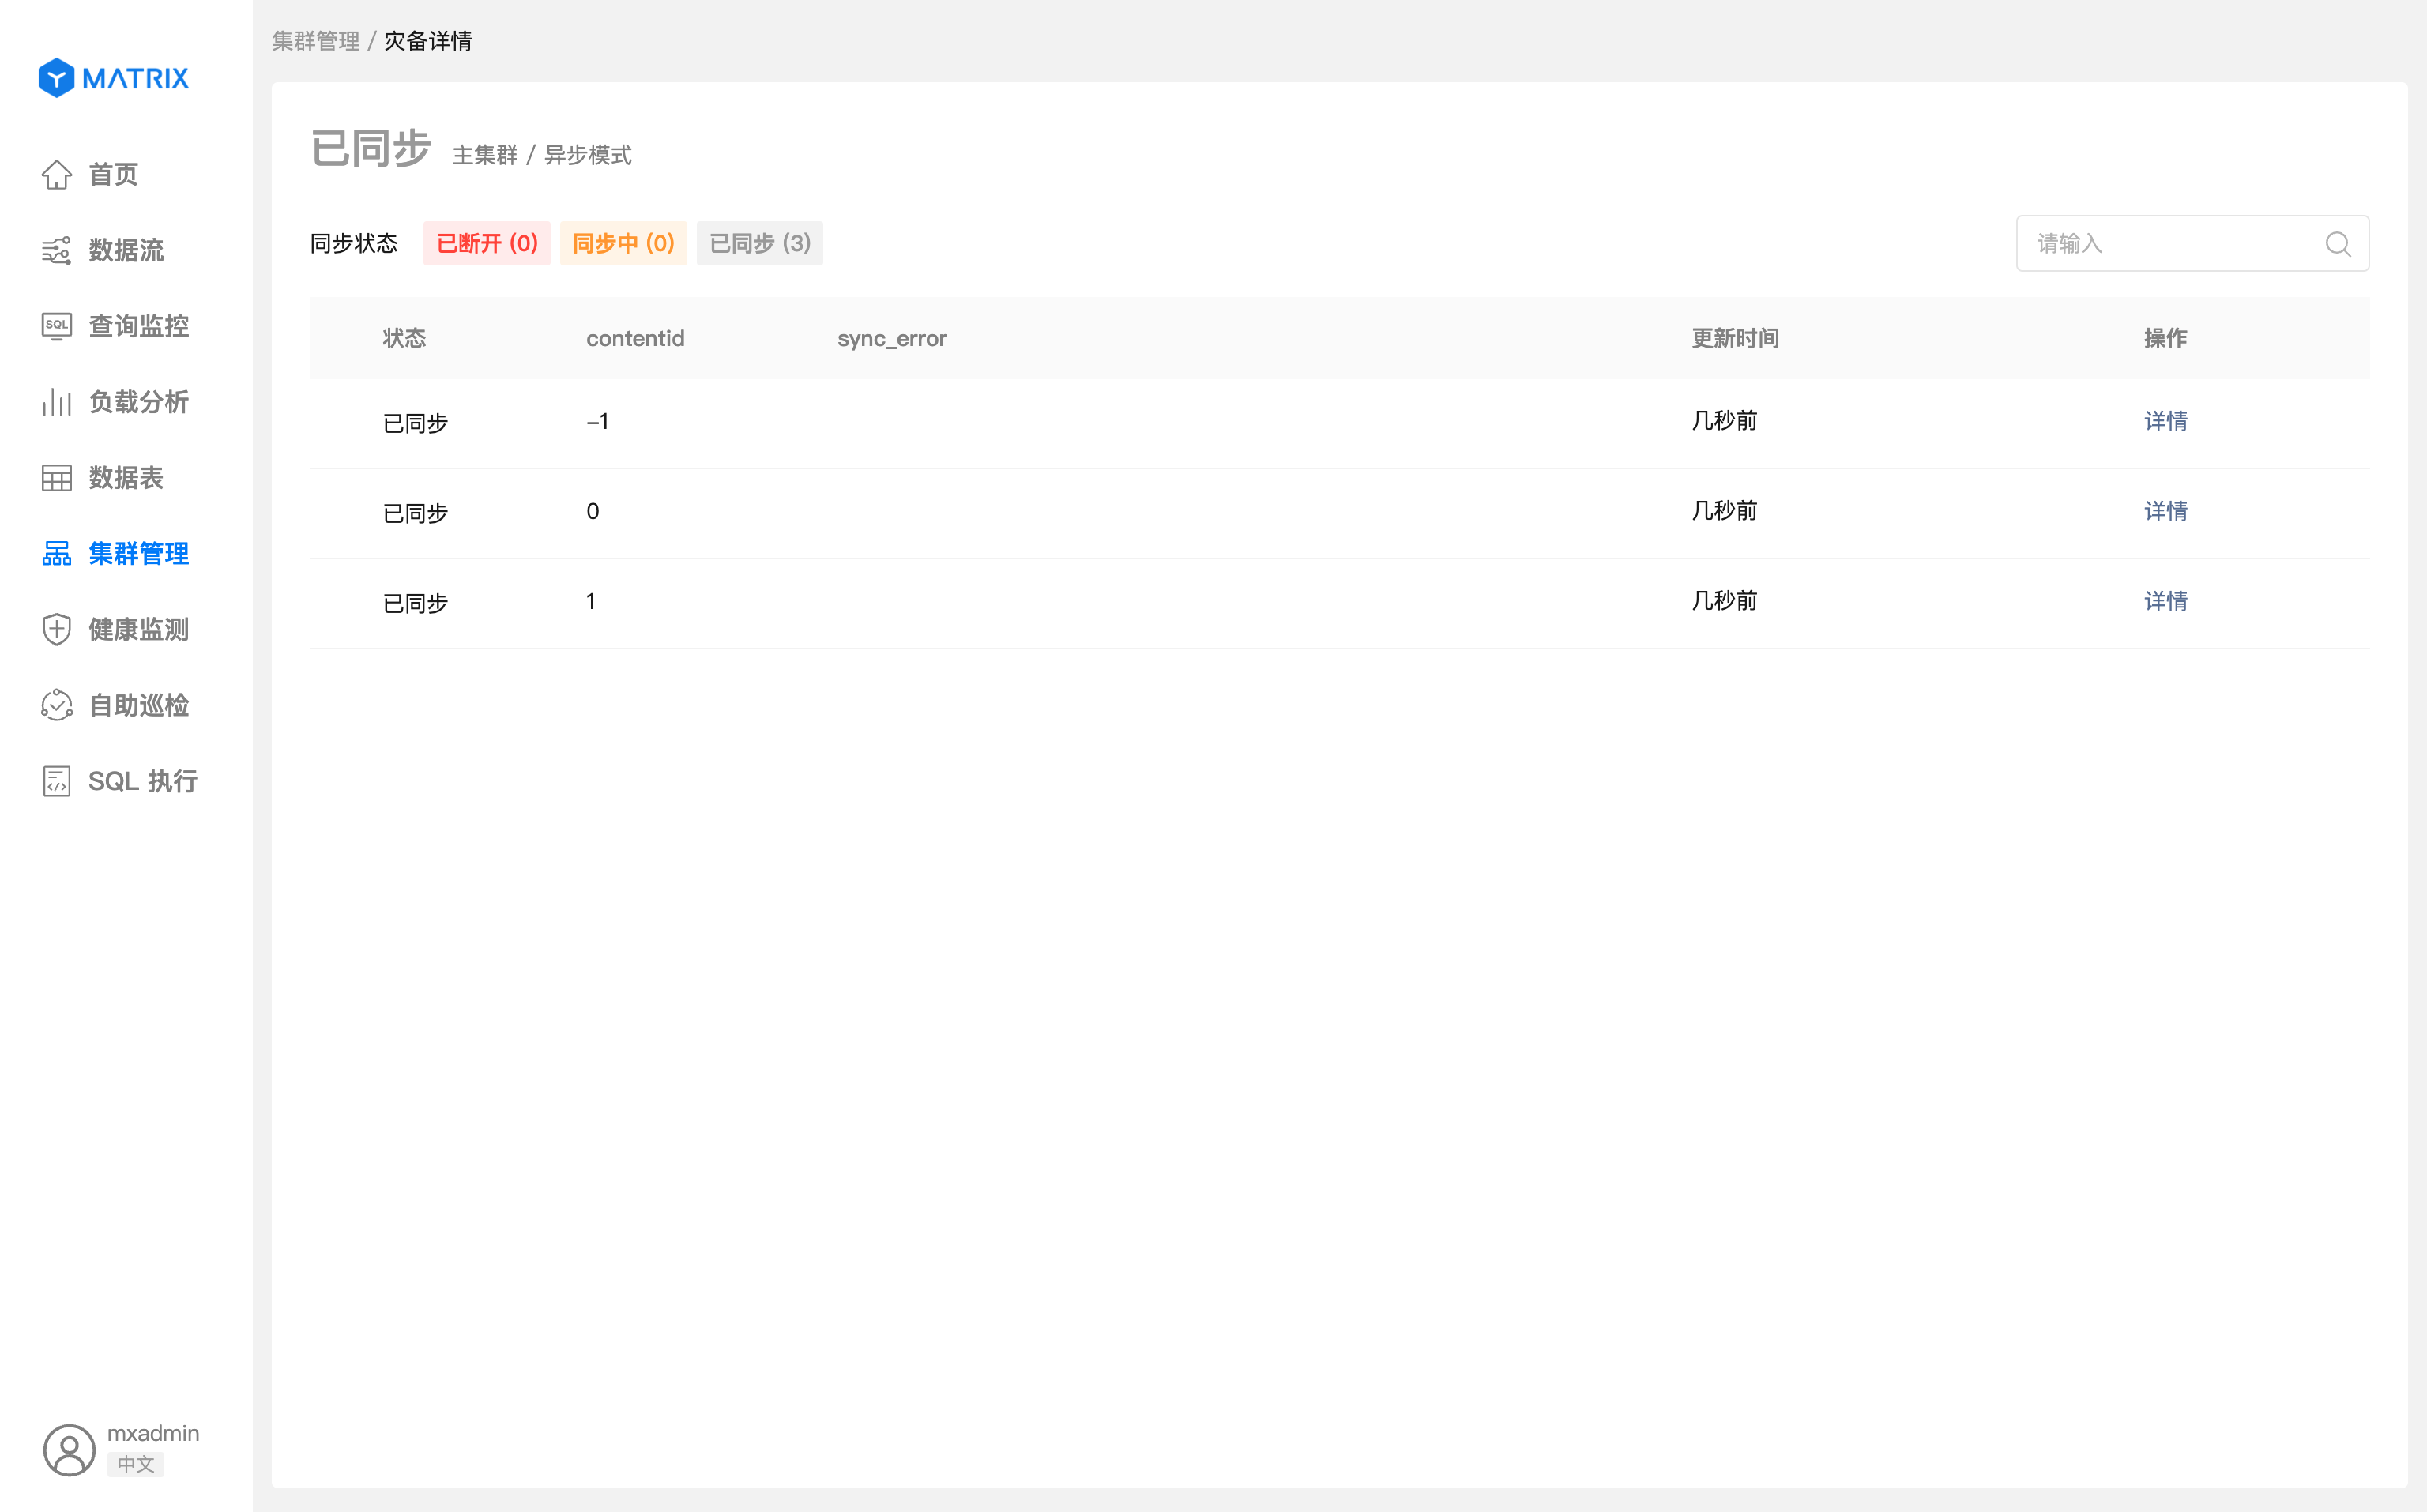 集群管理 / 灾备详情
MATRIX
首页
数据流
SQL
查询监控
负载分析
数据表
集群管理
健康监测
自助巡检
SQL 执行
mxadmin
中文
已同步 主集群 / 异步模式
同步状态 已断开 (0) 同步中 (0) 已同步 (3)
请输入
状态 contentid sync_error 更新时间 操作
已同步 –1 几秒前 详情
已同步 0 几秒前 详情
已同步 1 几秒前 详情